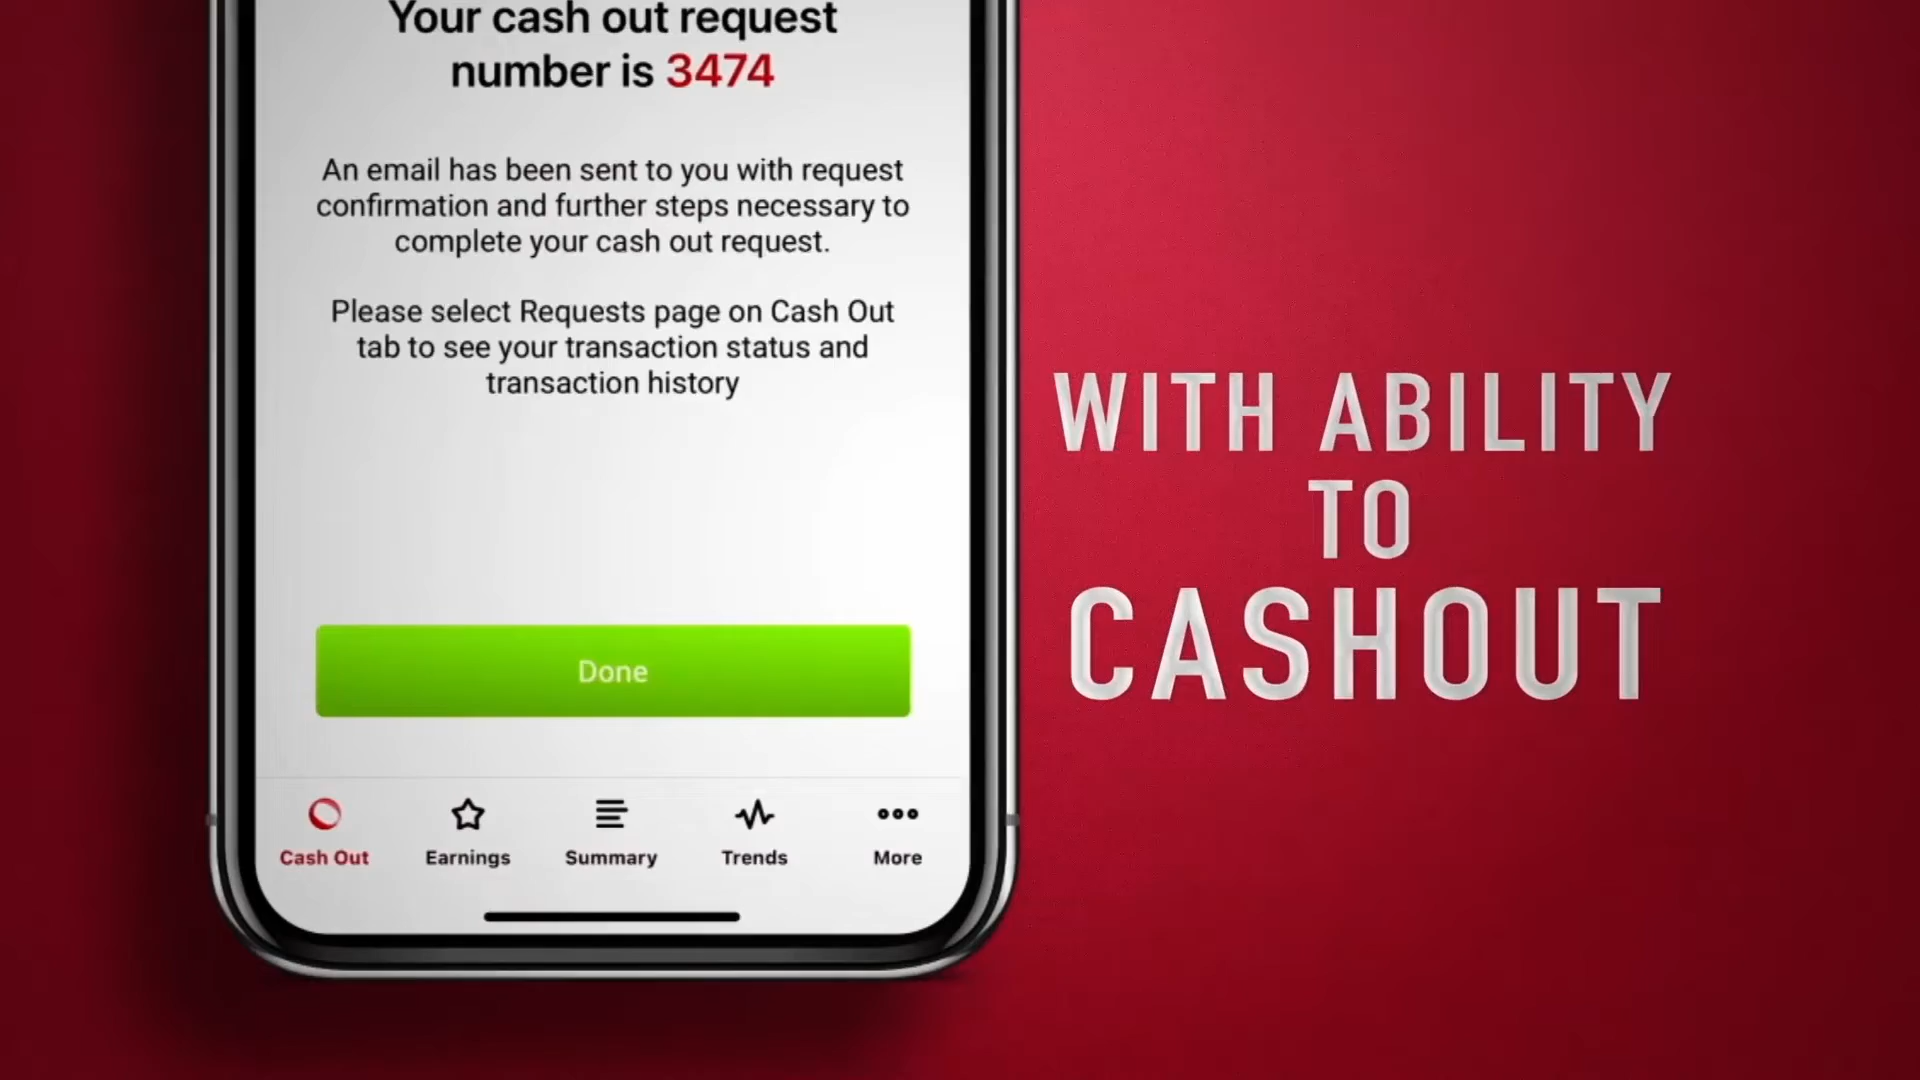 Your cash out request
number is 3474
An email has been sent to you with request
confirmation and further steps necessary to
complete your cash out request.
Please select Requests page on Cash Out
tab to see your transaction status and
transaction history
Done
Cash Out
Earnings
Summary
Trends
More
WITH ABILITY
TO
CASHOUT